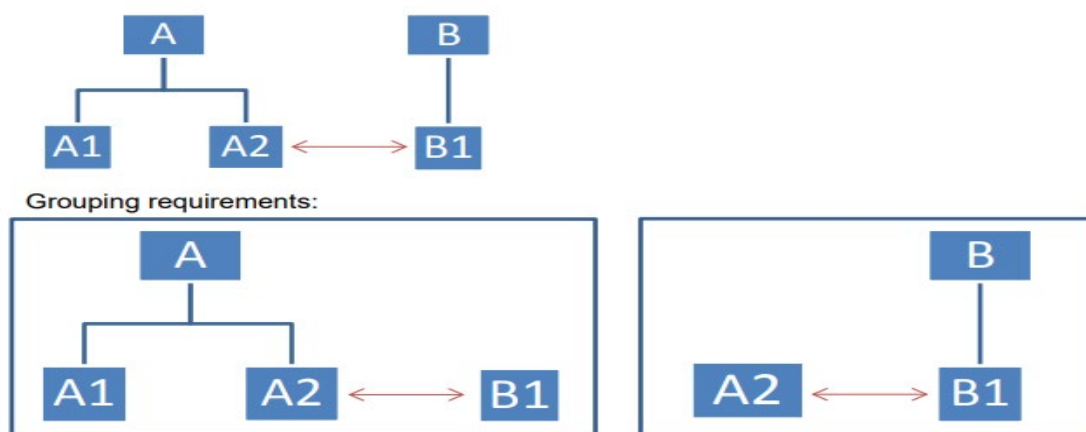 A B
A1 A2 B1
Grouping requirements:
A B
A1 A2 B1 A2 B1